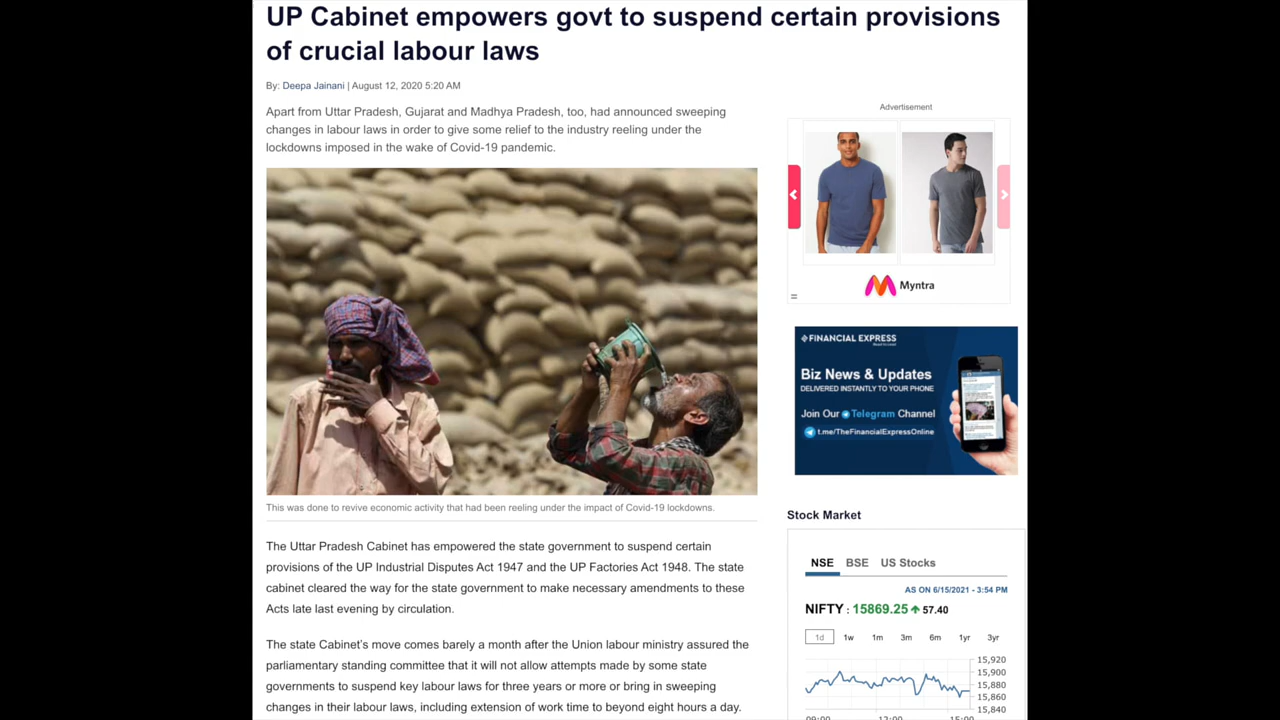 UP Cabinet empowers govt to suspend certain provisions
of crucial labour laws
By: Deepa Jainani | August 12, 2020 5:20 AM
Apart from Uttar Pradesh, Gujarat and Madhya Pradesh, too, had announced sweeping
changes in labour laws in order to give some relief to the industry reeling under the
lockdowns imposed in the wake of Covid-19 pandemic.
This was done to revive economic activity that had been reeling under the impact of Covid-19 lockdowns.
The Uttar Pradesh Cabinet has empowered the state government to suspend certain
provisions of the UP Industrial Disputes Act 1947 and the UP Factories Act 1948. The state
cabinet cleared the way for the state government to make necessary amendments to these
Acts late last evening by circulation.
The state Cabinet's move comes barely a month after the Union labour ministry assured the
parliamentary standing committee that it will not allow attempts made by some state
governments to suspend key labour laws for three years or more or bring in sweeping
changes in their labour laws, including extension of work time to beyond eight hours a day.
Advertisement
Myntra
FINANCIAL EXPRESS
Biz News & Updates
DELIVERED INSTANTLY TO YOUR PHONE
Join Our Telegram Channel
t.me/TheFinancialExpressOnline
Stock Market
NSE BSE US Stocks
AS ON 6/15/2021 - 3:54 PM
NIFTY : 15869.25 57.40
1d 1w 1m 3m 6m 1yr 3yr
15,920
15,900
15,880
15,860
15,840
09:00 12:00 15:00